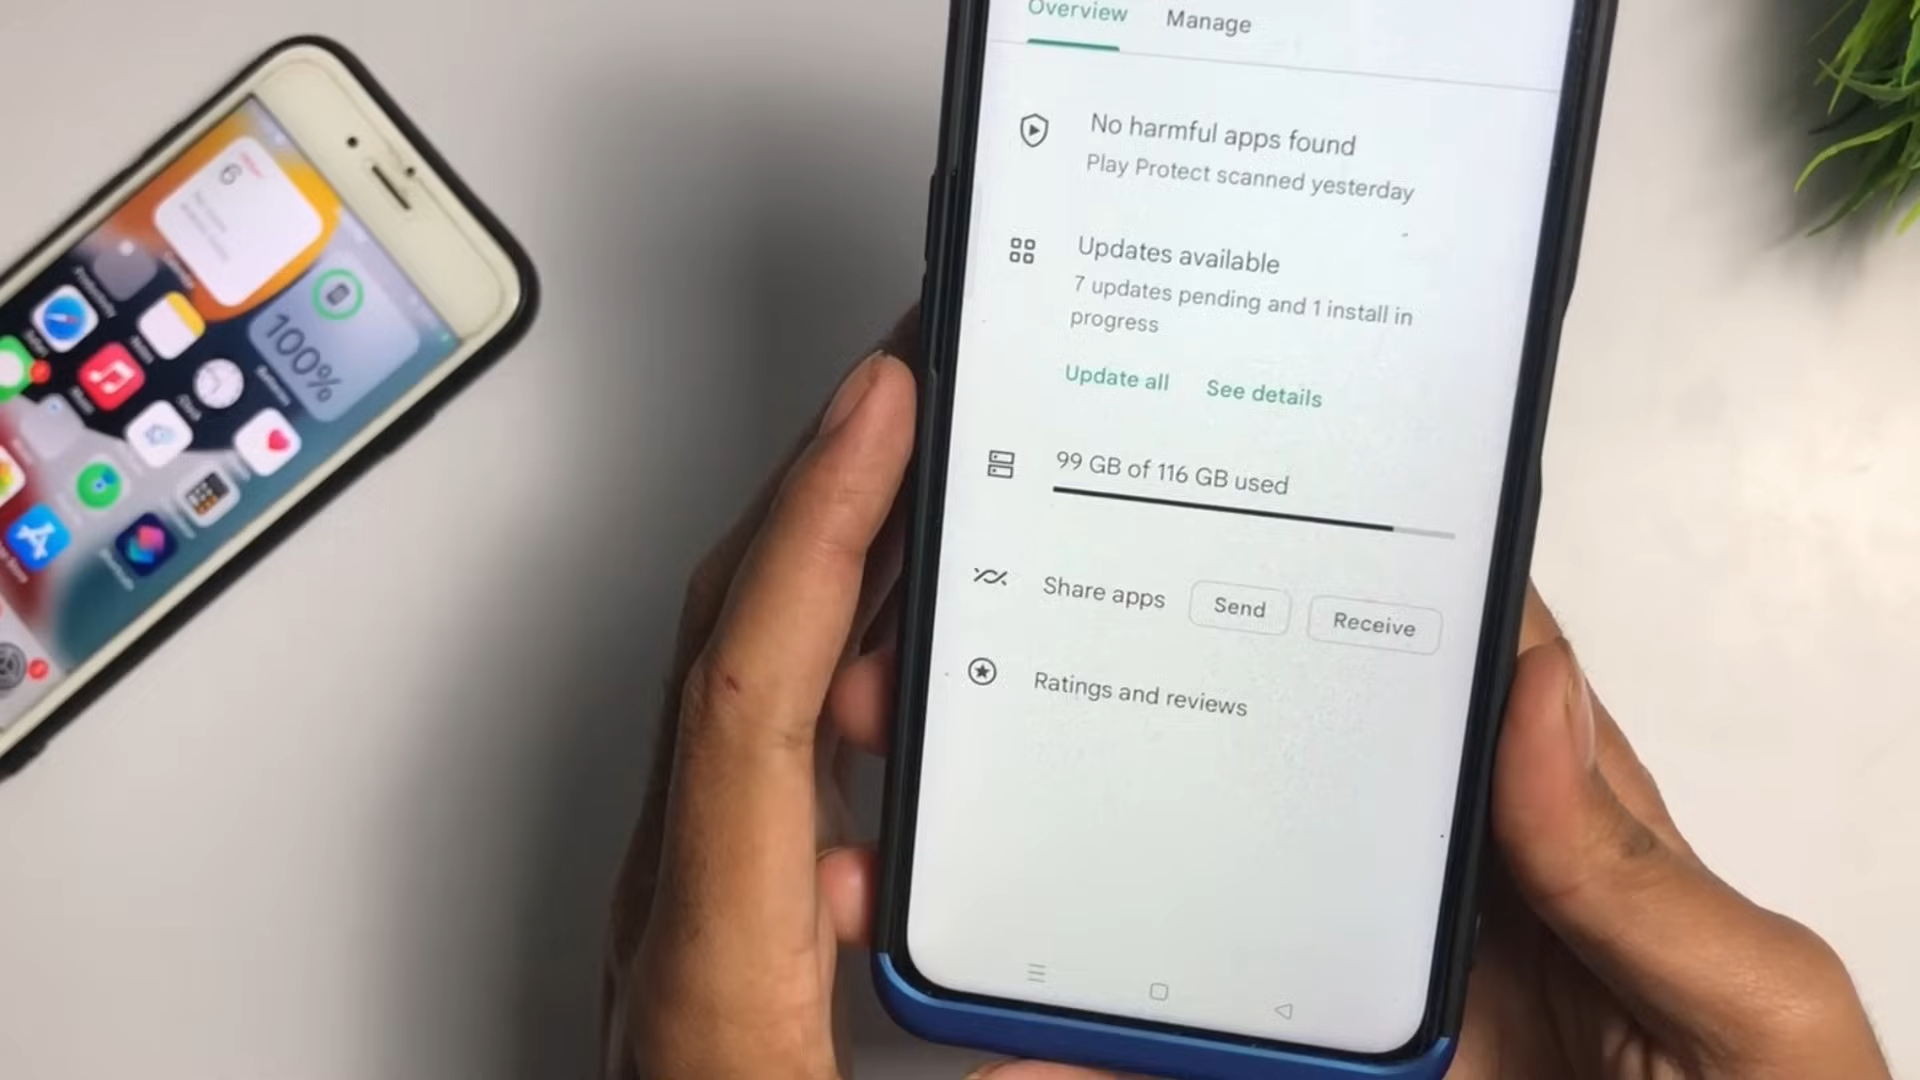 Overview Manage
No harmful apps found
Play Protect scanned yesterday
Updates available
7 updates pending and 1 install in
progress
Update all See details
99 GB of 116 GB used
Share apps Send Receive
Ratings and reviews
6
100%